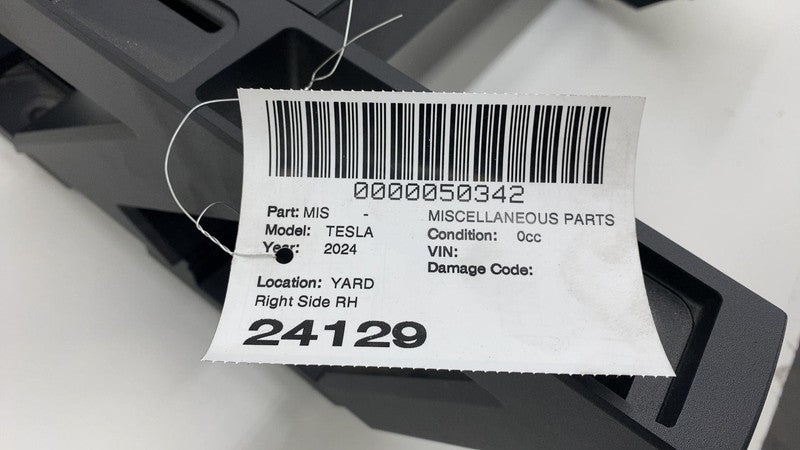 0000050342
Part: MIS - MISCELLANEOUS PARTS
Model: TESLA Condition: 0cc
Year: 2024 VIN:
Damage Code:
Location: YARD
Right Side RH
24129